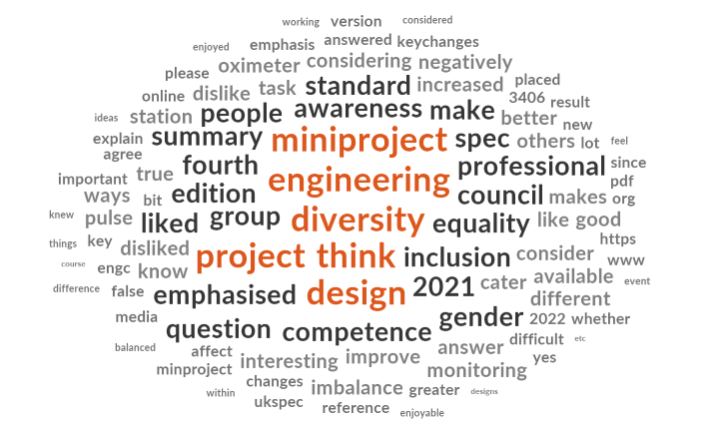 working version considered
enjoyed emphasis answered keychanges
please oximeter considering negatively
online dislike task standard increased placed
ideas station people awareness make better 3406 result
explain summary miniproject spec others lot new feel
agree fourth engineering professional since
important true edition council makes pdf
ways bit org
knew pulse liked group diversity equality like good
things key disliked project think inclusion consider https
course engc know www
difference false emphasised design 2021 cater available event
media question competence gender different
2022 whether
balanced affect interesting improve answer difficult etc
minproject monitoring yes
within changes imbalance greater designs
ukspec reference enjoyable